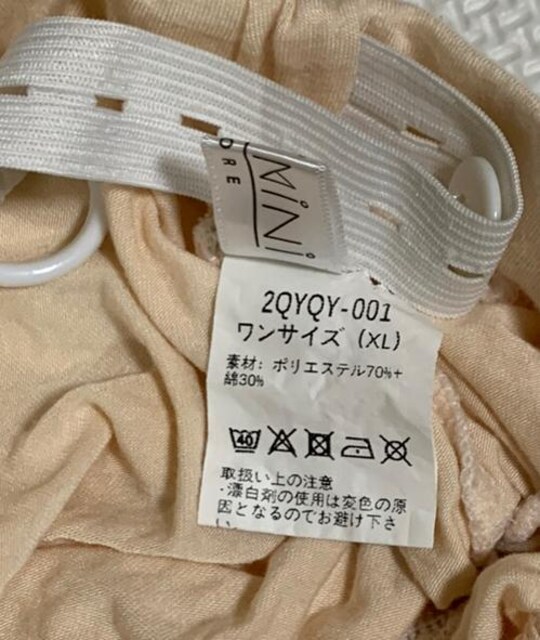 MiNi
DRE
2QYQY-001
ワンサイズ (XL)
素材: ポリエステル70%+
綿30%
40
取扱い上の注意
・漂白剤の使用は変色の原
因となるのでお避け下さ
い